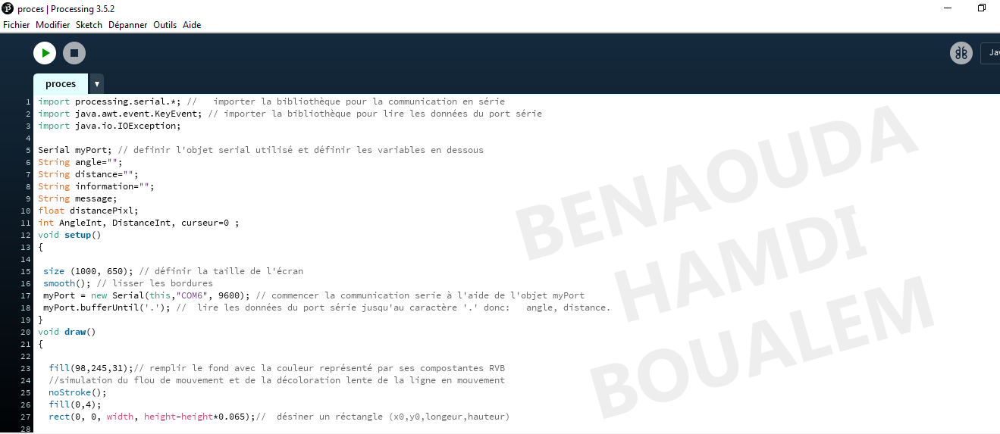 proces | Processing 3.5.2
Fichier Modifier Sketch Dépanner Outils Aide
Jav
proces ▼
1 import processing.serial.*; //   importer la bibliothèque pour la communication en série
2 import java.awt.event.KeyEvent; // importer la bibliothèque pour lire les données du port série
3 import java.io.IOException;
4
5 Serial myPort; // definir l'objet serial utilisé et définir les variables en dessous
6 String angle="";
7 String distance="";
8 String information="";
9 String message;
10 float distancePixl;
11 int AngleInt, DistanceInt, curseur=0 ;
12 void setup()
13 {
14
15 size (1000, 650); // définir la taille de l'écran
16 smooth(); // lisser les bordures
17 myPort = new Serial(this,"COM6", 9600); // commencer la communication serie à l'aide de l'objet myPort
18 myPort.bufferUntil('.'); //  lire les données du port série jusqu'au caractère '.' donc:   angle, distance.
19 }
20 void draw()
21 {
22
23 fill(98,245,31);// remplir le fond avec la couleur représenté par ses compostantes RVB
24 //simulation du flou de mouvement et de la décoloration lente de la ligne en mouvement
25 noStroke();
26 fill(0,4);
27 rect(0, 0, width, height-height*0.065);//  désiner un réctangle (x0,y0,longeur,hauteur)
28
BENAOUDA
HAMDI
BOUALEM